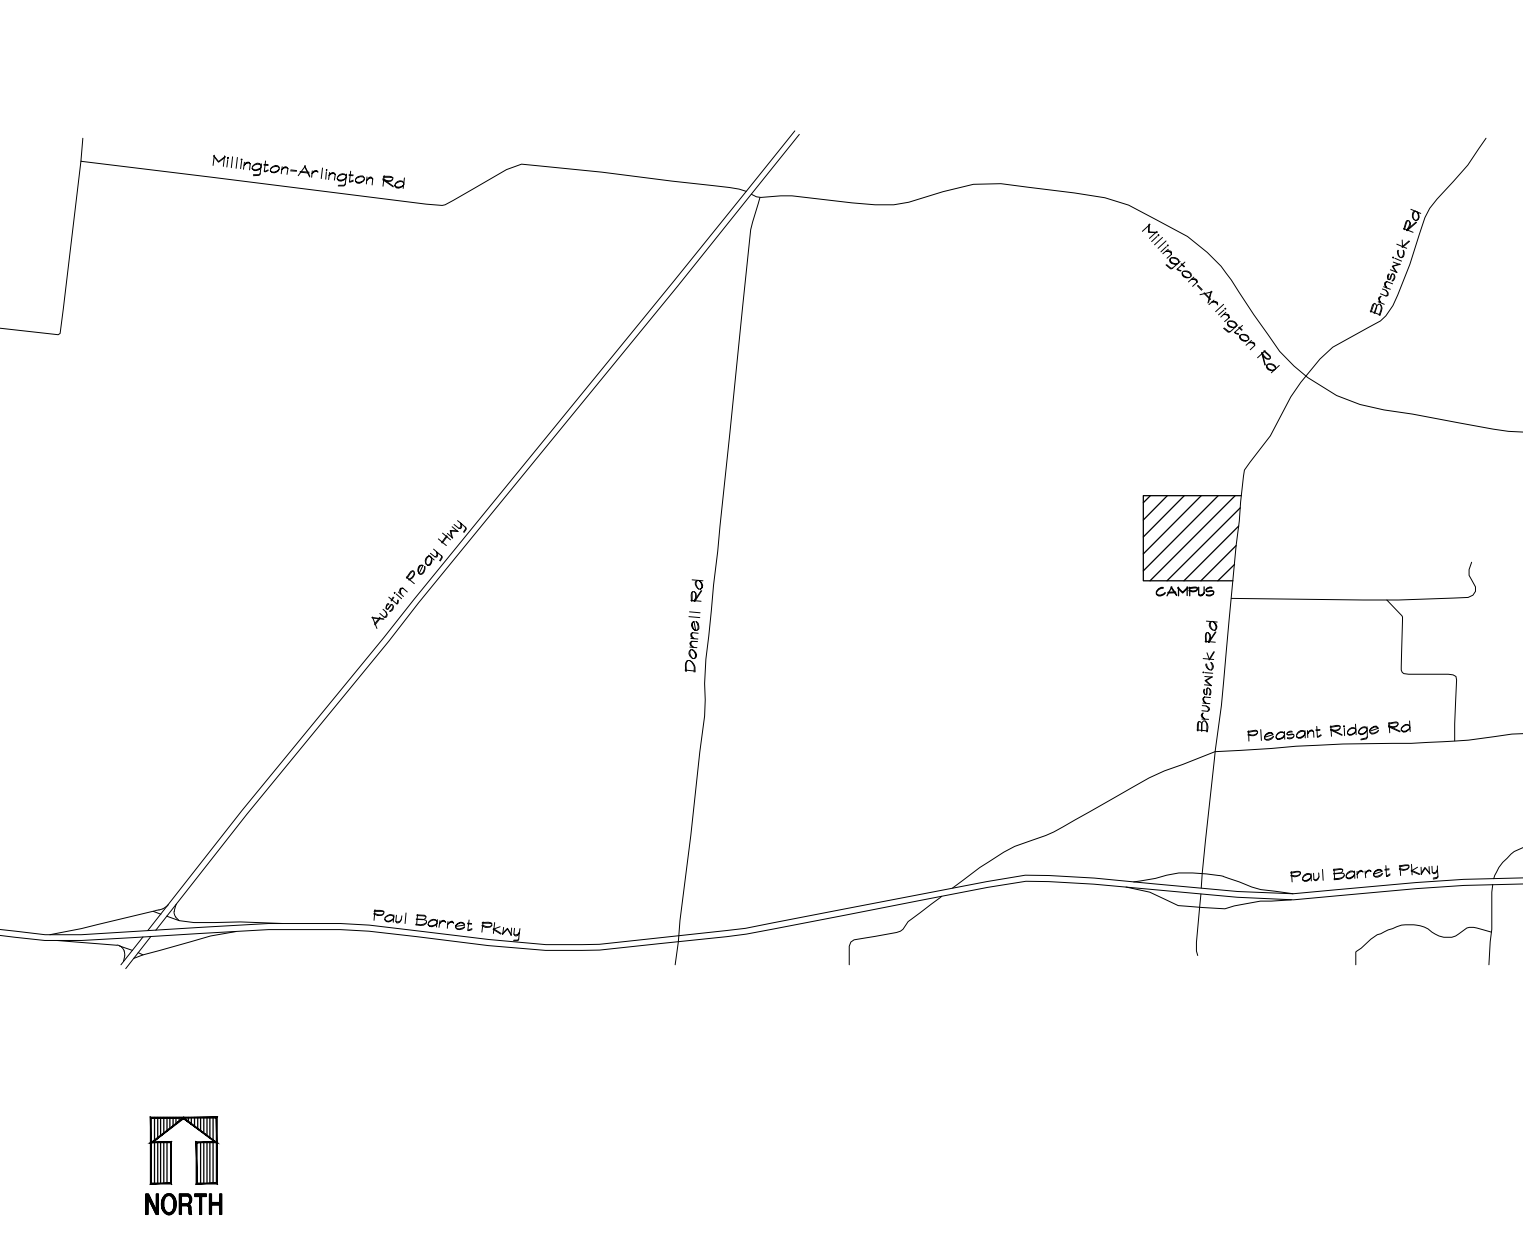 Millington-Arlington Rd
Brunswick Rd
Millington-Arlington Rd
Austin Peay Hwy
Donnell Rd
CAMPUS
Brunswick Rd
Pleasant Ridge Rd
Paul Barret Pkwy
Paul Barret Pkwy
NORTH